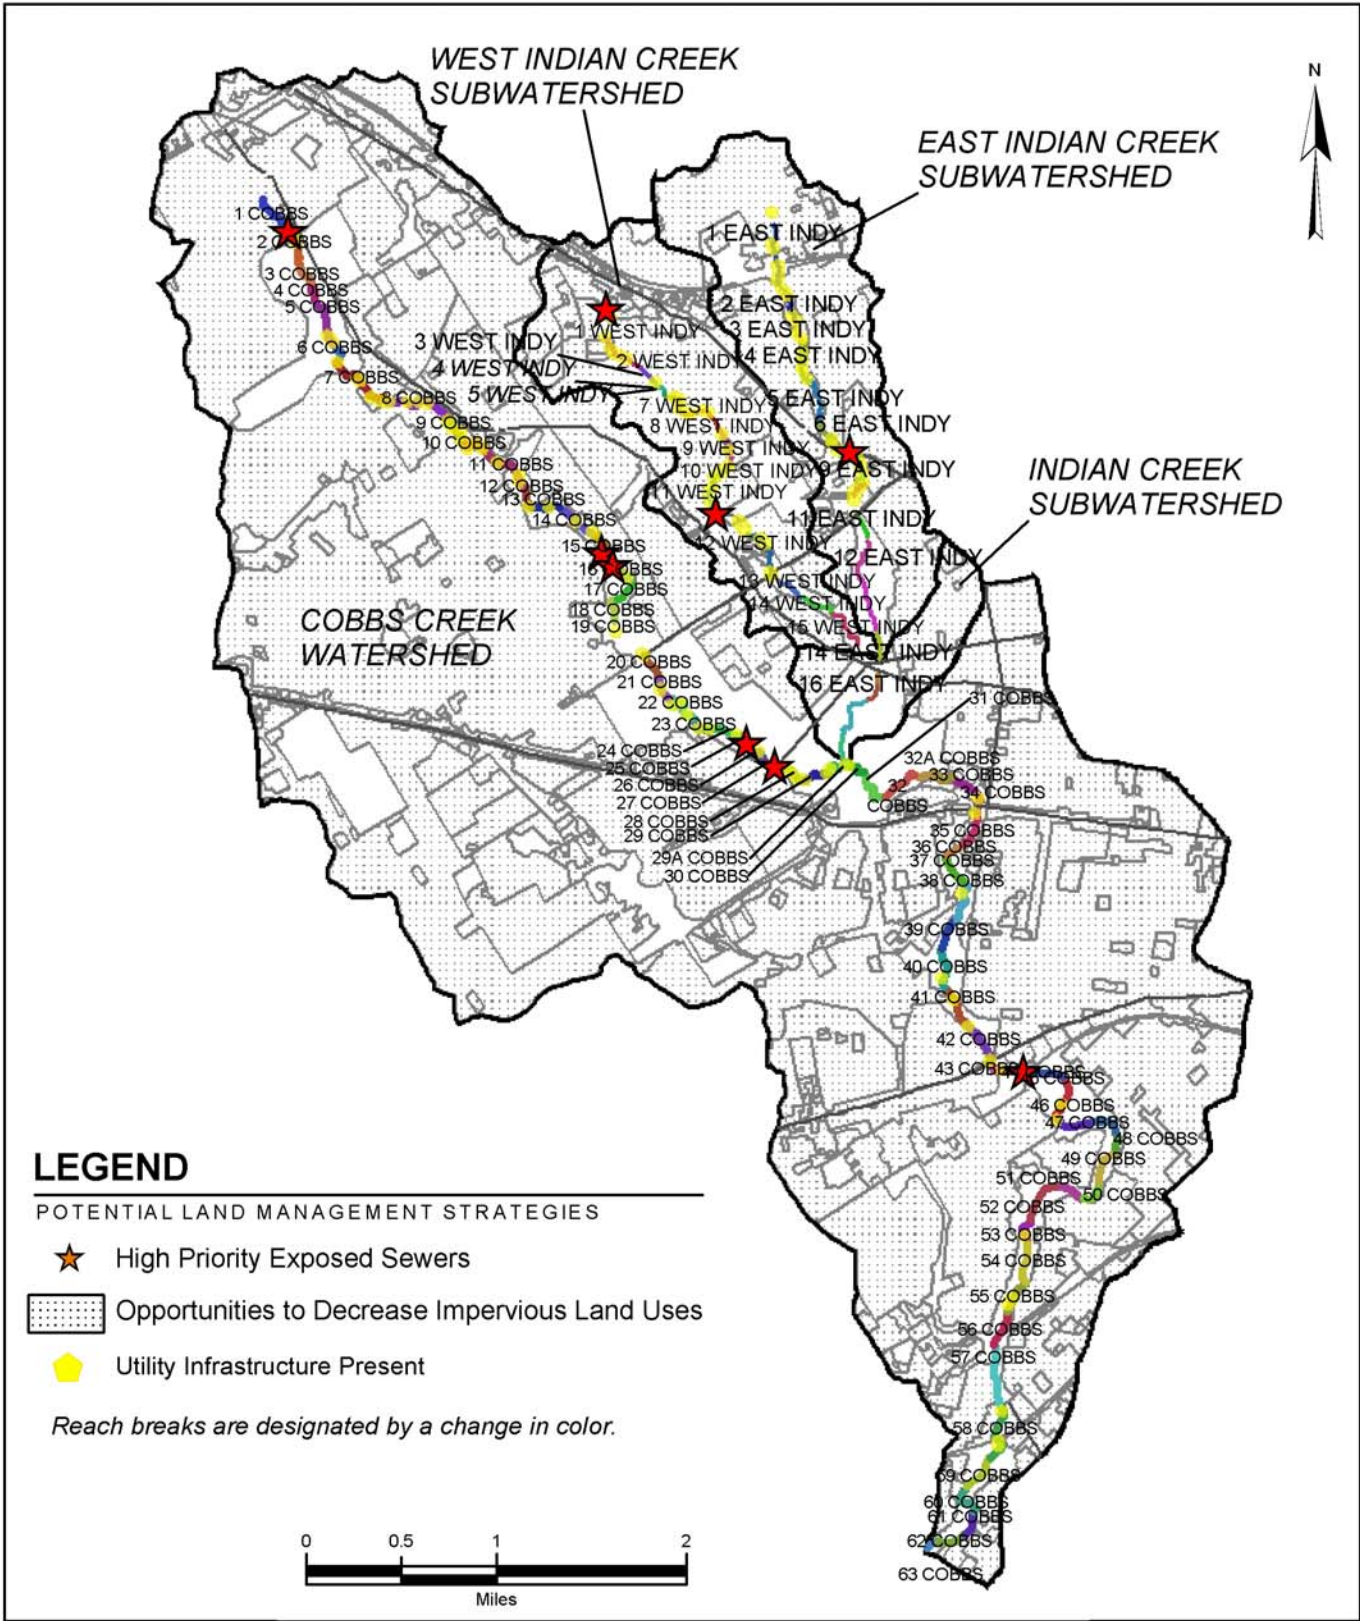 WEST INDIAN CREEK
SUBWATERSHED
N
EAST INDIAN CREEK
SUBWATERSHED
1 COBBS
2 COBBS
3 COBBS
4 COBBS
5 COBBS
6 COBBS
7 COBBS
8 COBBS
9 COBBS
10 COBBS
11 COBBS
12 COBBS
13 COBBS
14 COBBS
15 COBBS
16 COBBS
17 COBBS
18 COBBS
19 COBBS
20 COBBS
21 COBBS
22 COBBS
23 COBBS
24 COBBS
25 COBBS
26 COBBS
27 COBBS
28 COBBS
29 COBBS
29A COBBS
30 COBBS
1 WEST INDY
2 WEST INDY
3 WEST INDY
4 WEST INDY
5 WEST INDY
7 WEST INDY
8 WEST INDY
9 WEST INDY
10 WEST INDY
11 WEST INDY
12 WEST INDY
13 WEST INDY
14 WEST INDY
15 WEST INDY
1 EAST INDY
2 EAST INDY
3 EAST INDY
4 EAST INDY
5 EAST INDY
6 EAST INDY
9 EAST INDY
11 EAST INDY
12 EAST INDY
14 EAST INDY
16 EAST INDY
INDIAN CREEK
SUBWATERSHED
COBBS CREEK
WATERSHED
31 COBBS
32A COBBS
32
COBBS
33 COBBS
34 COBBS
35 COBBS
36 COBBS
37 COBBS
38 COBBS
39 COBBS
40 COBBS
41 COBBS
42 COBBS
43 COBBS
COBBS
COBBS
46 COBBS
47 COBBS
48 COBBS
49 COBBS
50 COBBS
51 COBBS
52 COBBS
53 COBBS
54 COBBS
55 COBBS
56 COBBS
57 COBBS
58 COBBS
59 COBBS
60 COBBS
61 COBBS
62 COBBS
63 COBBS
LEGEND
POTENTIAL LAND MANAGEMENT STRATEGIES
High Priority Exposed Sewers
Opportunities to Decrease Impervious Land Uses
Utility Infrastructure Present
Reach breaks are designated by a change in color.
0 0.5 1 2
Miles